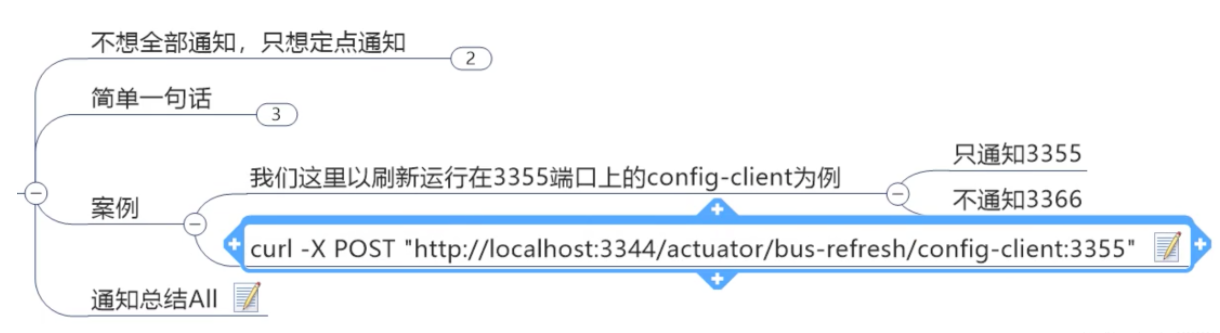 不想全部通知，只想定点通知
2
简单一句话
3
案例
我们这里以刷新运行在3355端口上的config-client为例
只通知3355
不通知3366
curl -X POST "http://localhost:3344/actuator/bus-refresh/config-client:3355"
通知总结All